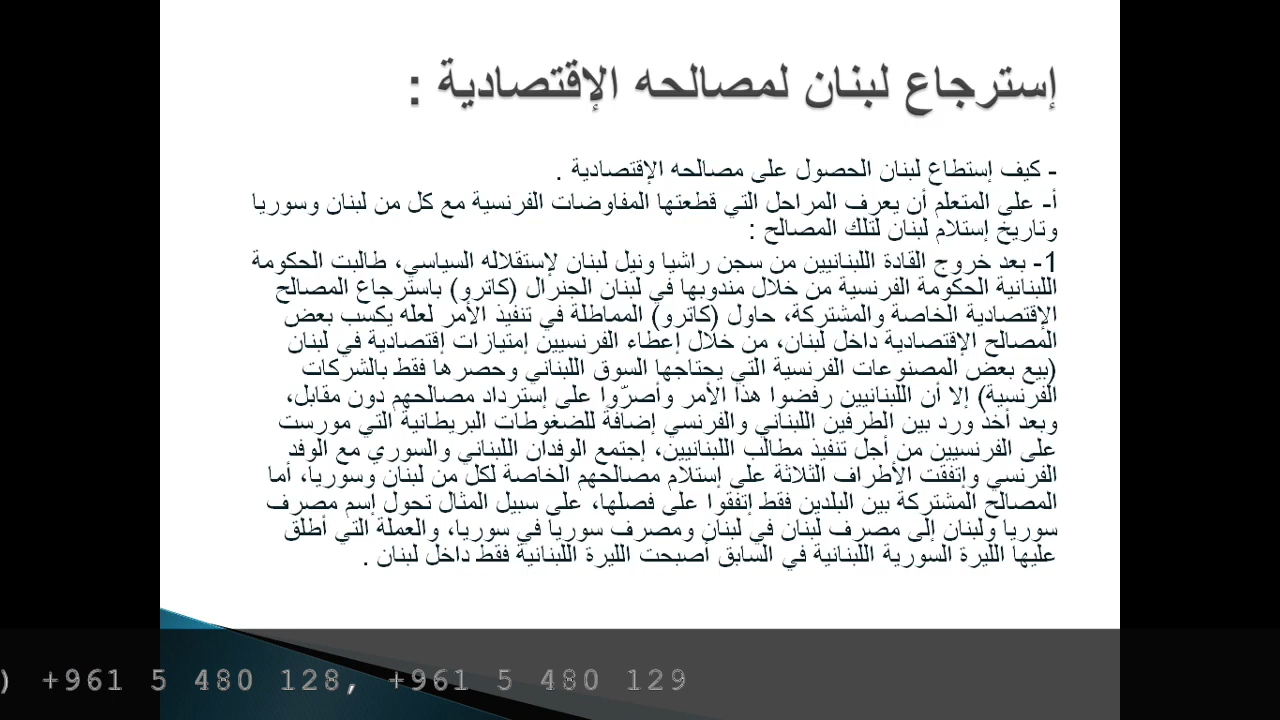 إسترجاع لبنان لمصالحه الإقتصادية :
- كيف إستطاع لبنان الحصول على مصالحه الإقتصادية .
أ- على المتعلم أن يعرف المراحل التي قطعتها المفاوضات الفرنسية مع كل من لبنان وسوريا
وتاريخ إستلام لبنان لتلك المصالح :
1- بعد خروج القادة اللبنانيين من سجن راشيا ونيل لبنان لإستقلاله السياسي، طالبت الحكومة
اللبنانية الحكومة الفرنسية من خلال مندوبها في لبنان الجنرال (كاترو) باسترجاع المصالح
الإقتصادية الخاصة والمشتركة، حاول (كاترو) المماطلة في تنفيذ الأمر لعله يكسب بعض
المصالح الإقتصادية داخل لبنان، من خلال إعطاء الفرنسيين إمتيازات إقتصادية في لبنان
(بيع بعض المصنوعات الفرنسية التي يحتاجها السوق اللبناني وحصرها فقط بالشركات
الفرنسية) إلا أن اللبنانيين رفضوا هذا الأمر وأصرّوا على إسترداد مصالحهم دون مقابل،
وبعد أخذ ورد بين الطرفين اللبناني والفرنسي إضافة للضغوطات البريطانية التي مورست
على الفرنسيين من أجل تنفيذ مطالب اللبنانيين، إجتمع الوفدان اللبناني والسوري مع الوفد
الفرنسي وإتفقت الأطراف الثلاثة على إستلام مصالحهم الخاصة لكل من لبنان وسوريا، أما
المصالح المشتركة بين البلدين فقط إتفقوا على فصلها، على سبيل المثال تحول إسم مصرف
سوريا ولبنان إلى مصرف لبنان في لبنان ومصرف سوريا في سوريا، والعملة التي أطلق
عليها الليرة السورية اللبنانية في السابق أصبحت الليرة اللبنانية فقط داخل لبنان .
) +961 5 480 128, +961 5 480 129